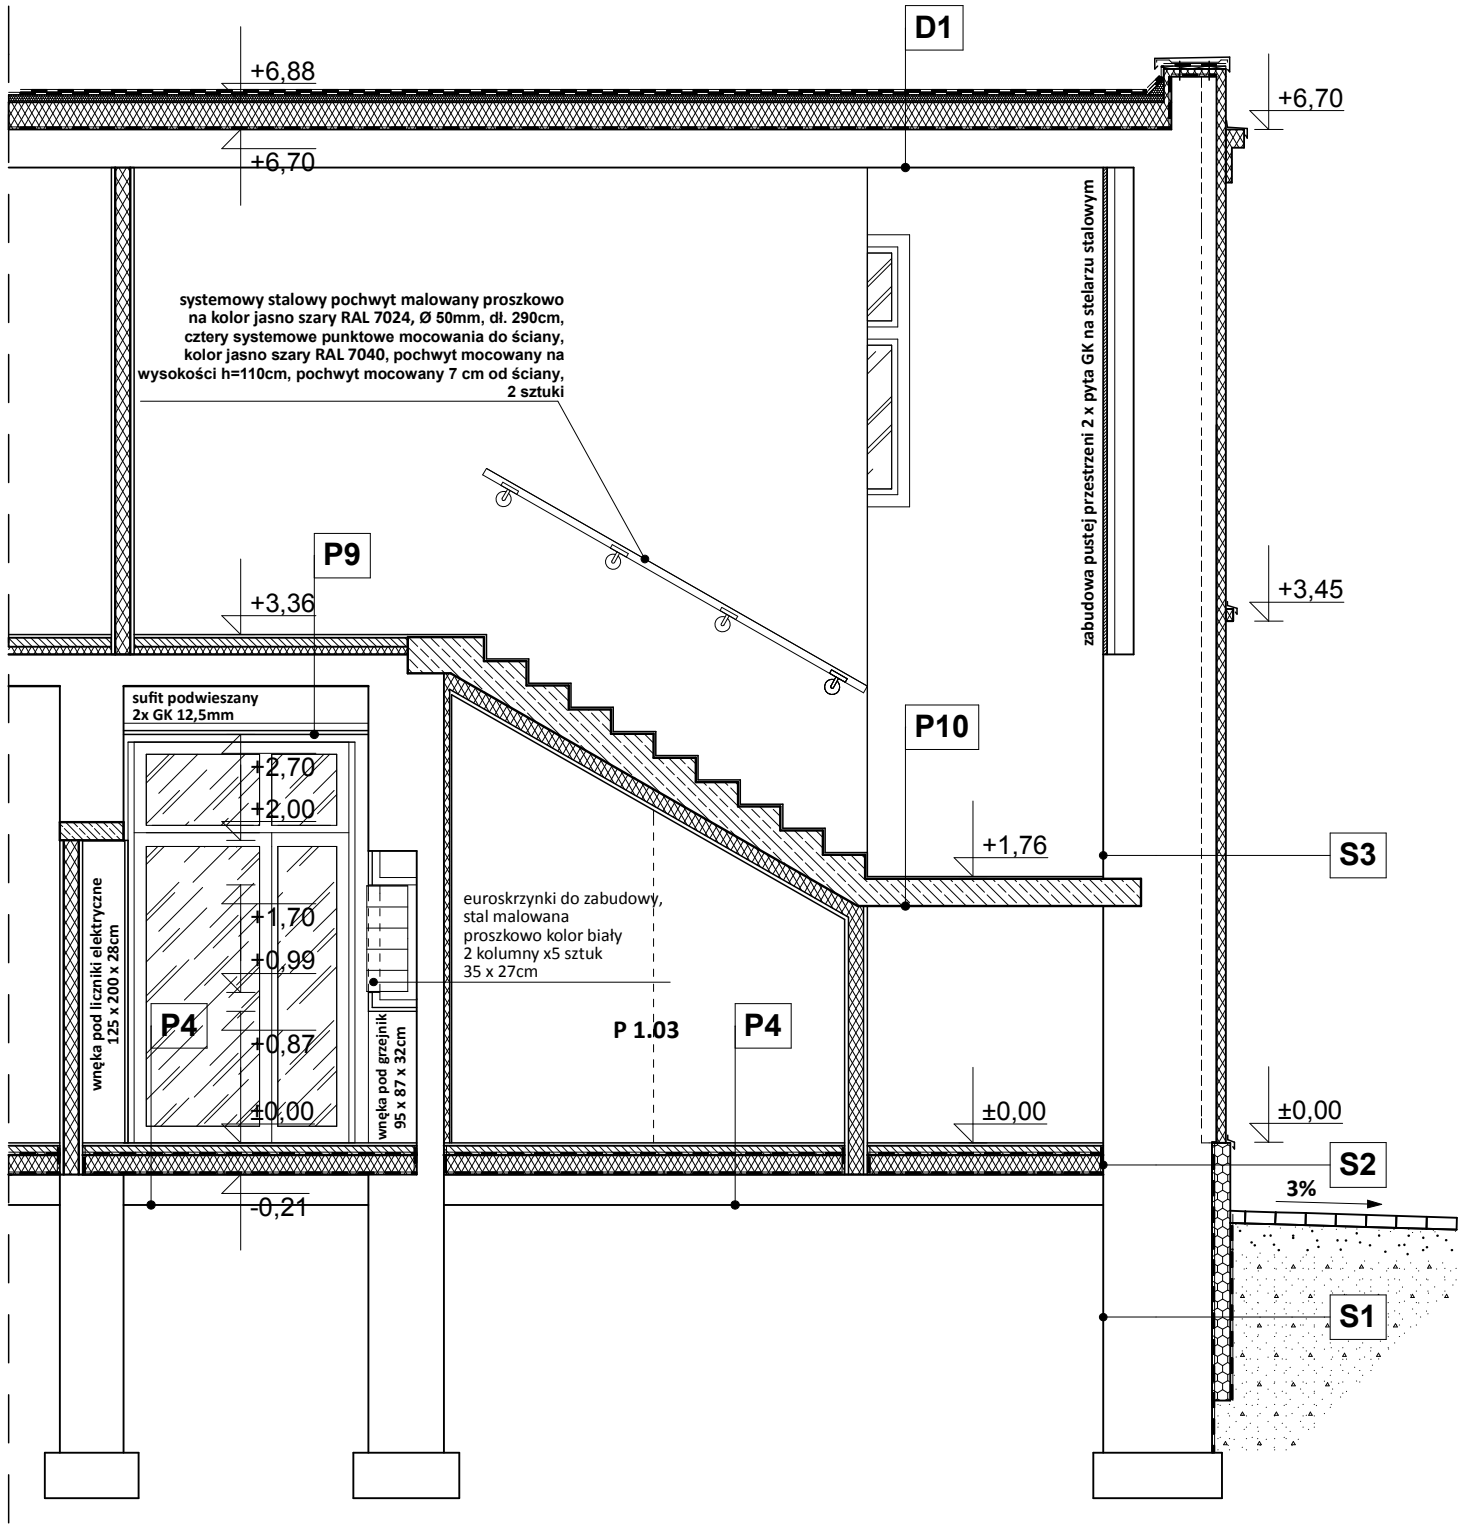 D1
+6,88
+6,70
+6,70
zabudowa pustej przestrzeni 2 x pyta GK na stelarzu stalowym
systemowy stalowy pochwyt malowany proszkowo
na kolor jasno szary RAL 7024, Ø 50mm, dł. 290cm,
cztery systemowe punktowe mocowania do ściany,
kolor jasno szary RAL 7040, pochwyt mocowany na
wysokości h=110cm, pochwyt mocowany 7 cm od ściany,
2 sztuki
P9
+3,36
+3,45
sufit podwieszany
2x GK 12,5mm
P10
+2,70
+2,00
+1,76
S3
wnęka pod liczniki elektryczne
125 x 200 x 28cm
+1,70
+0,99
euroskrzynki do zabudowy,
stal malowana
proszkowo kolor biały
2 kolumny x5 sztuk
35 x 27cm
P4
+0,87
P 1.03
P4
wnęka pod grzejnik
95 x 87 x 32cm
±0,00
±0,00
±0,00
S2
-0,21
3%
S1